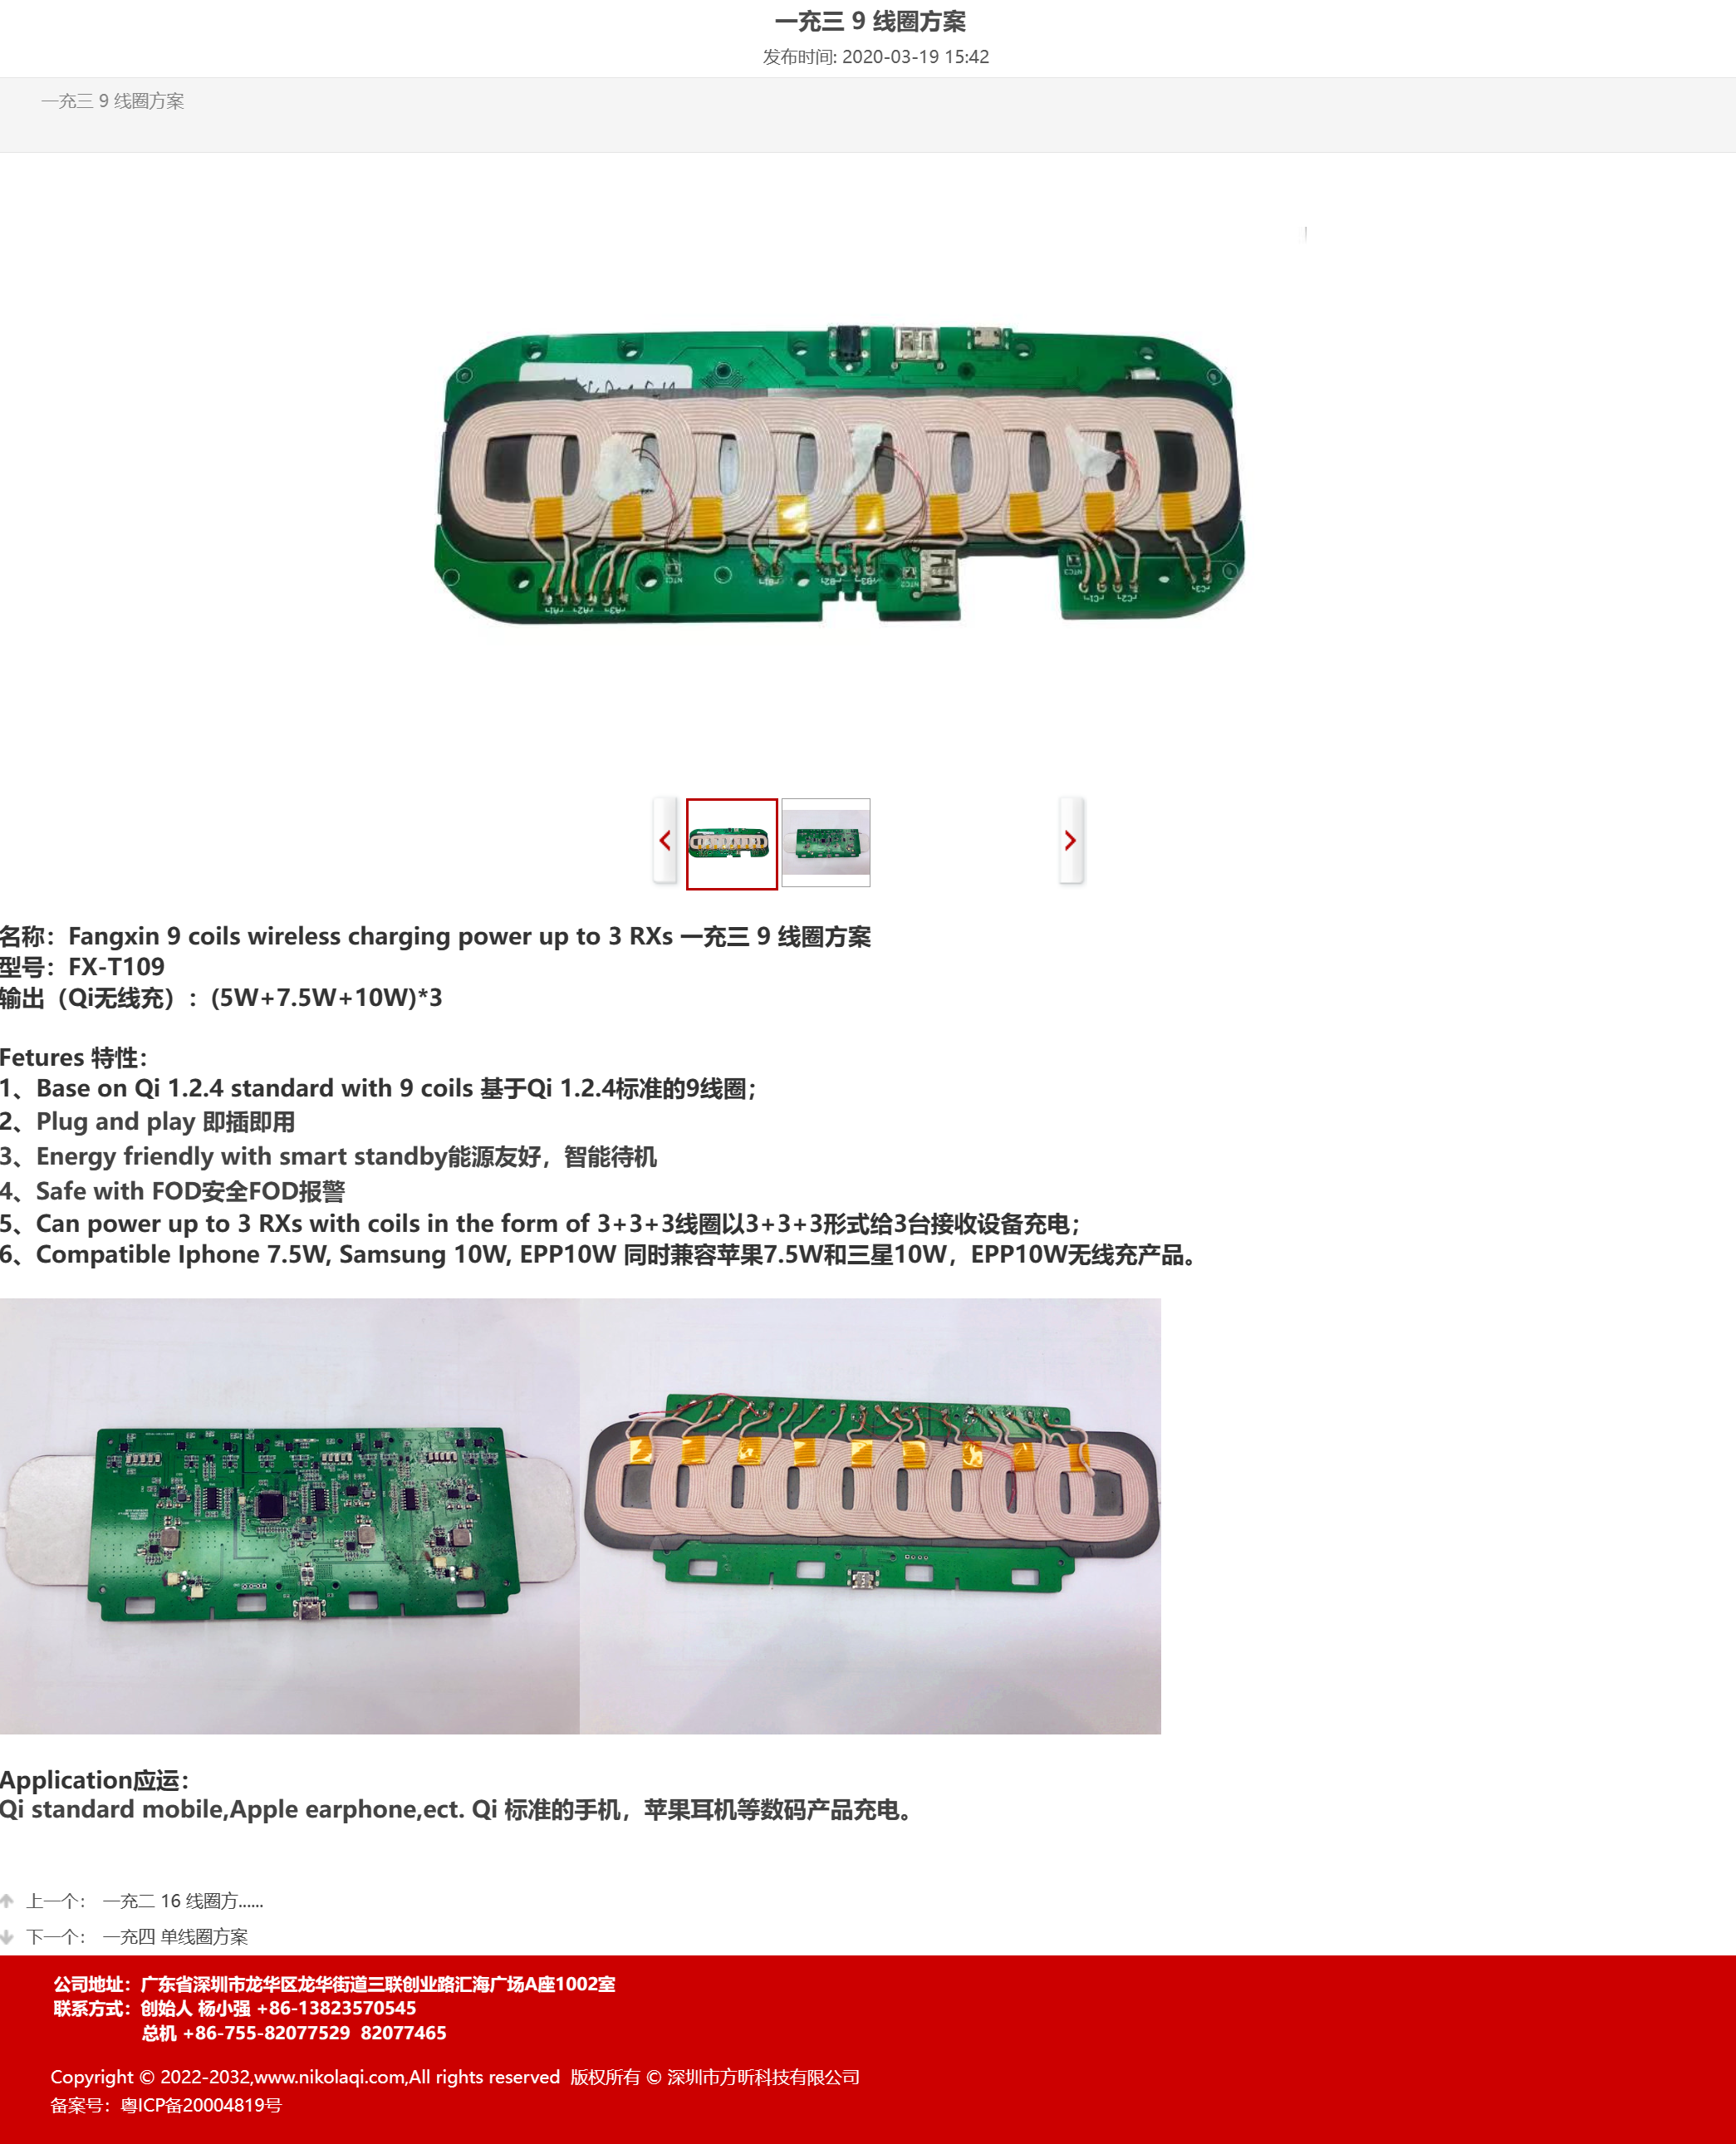 一充三 9 线圈方案
发布时间: 2020-03-19 15:42
一充三 9 线圈方案
名称：Fangxin 9 coils wireless charging power up to 3 RXs 一充三 9 线圈方案
型号：FX-T109
输出（Qi无线充）: (5W+7.5W+10W)*3
Fetures 特性：
1、Base on Qi 1.2.4 standard with 9 coils 基于Qi 1.2.4标准的9线圈；
2、Plug and play 即插即用
3、Energy friendly with smart standby能源友好，智能待机
4、Safe with FOD安全FOD报警
5、Can power up to 3 RXs with coils in the form of 3+3+3线圈以3+3+3形式给3台接收设备充电；
6、Compatible Iphone 7.5W, Samsung 10W, EPP10W 同时兼容苹果7.5W和三星10W，EPP10W无线充产品。
Application应运：
Qi standard mobile,Apple earphone,ect. Qi 标准的手机，苹果耳机等数码产品充电。
上一个： 一充二 16 线圈方......
下一个： 一充四 单线圈方案
公司地址：广东省深圳市龙华区龙华街道三联创业路汇海广场A座1002室
联系方式：创始人 杨小强 +86-13823570545
总机 +86-755-82077529 82077465
Copyright © 2022-2032,www.nikolaqi.com,All rights reserved 版权所有 © 深圳市方昕科技有限公司
备案号：粤ICP备20004819号